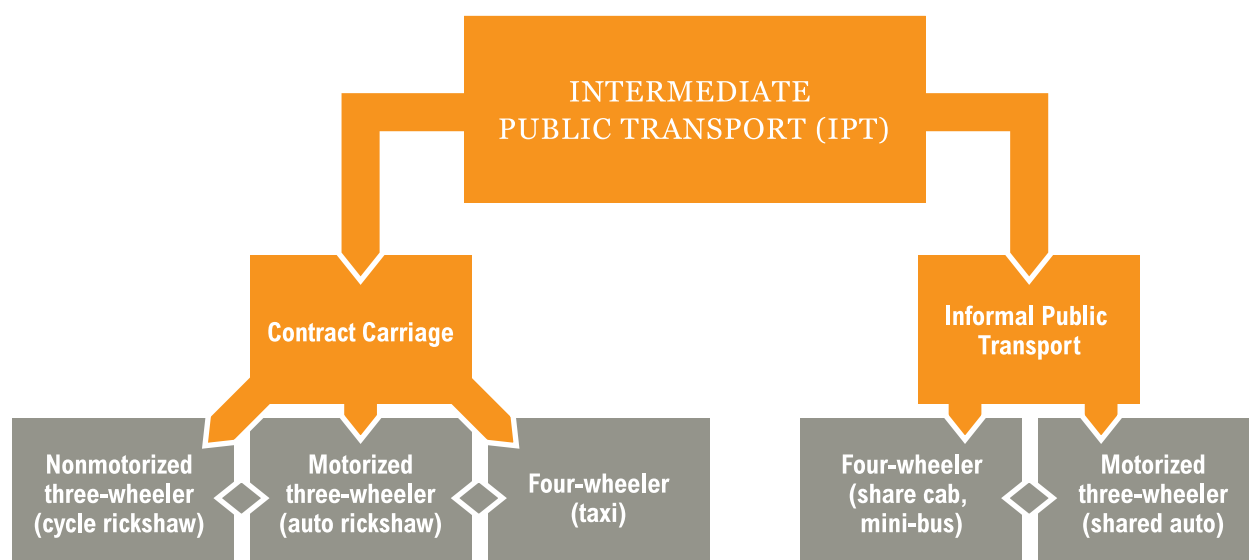 INTERMEDIATE
PUBLIC TRANSPORT (IPT)
Contract Carriage
Informal Public
Transport
Nonmotorized
three-wheeler
(cycle rickshaw)
Motorized
three-wheeler
(auto rickshaw)
Four-wheeler
(taxi)
Four-wheeler
(share cab,
mini-bus)
Motorized
three-wheeler
(shared auto)